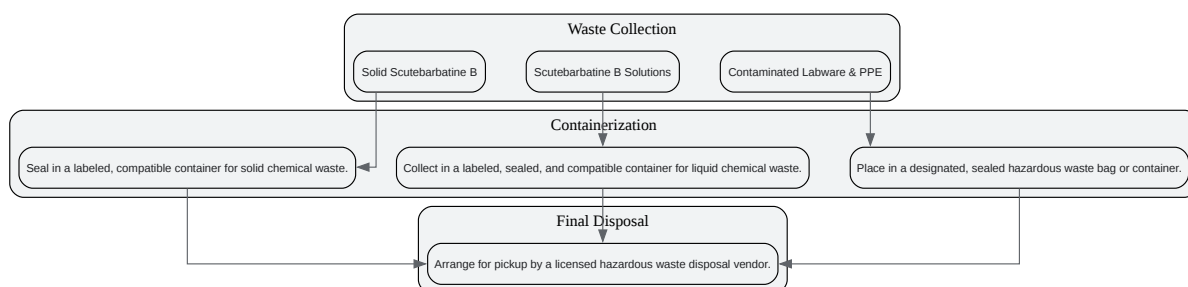 Waste Collection
Solid Scutebarbatine B
Scutebarbatine B Solutions
Contaminated Labware & PPE
Containerization
Seal in a labeled, compatible container for solid chemical waste.
Collect in a labeled, sealed, and compatible container for liquid chemical waste.
Place in a designated, sealed hazardous waste bag or container.
Final Disposal
Arrange for pickup by a licensed hazardous waste disposal vendor.